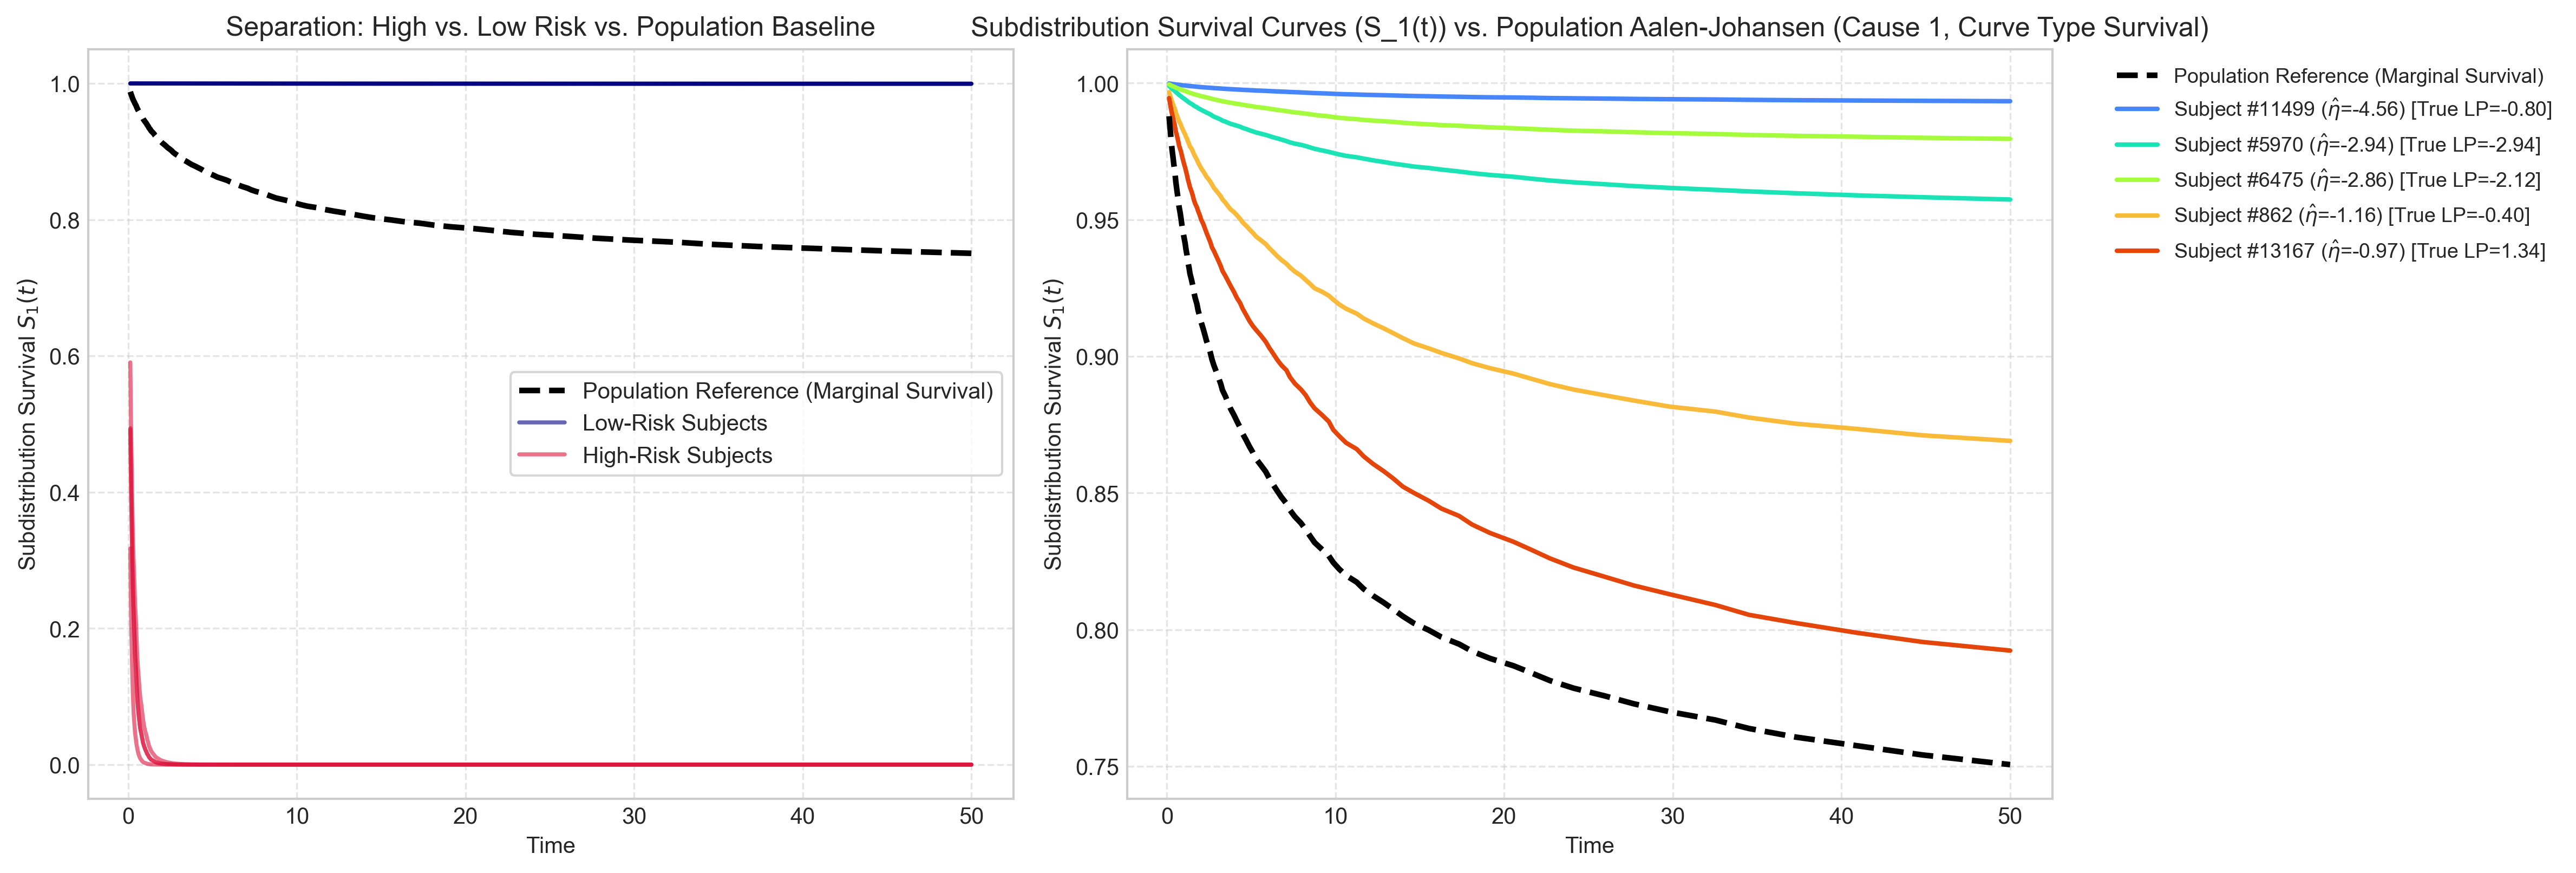 Separation: High vs. Low Risk vs. Population Baseline
Subdistribution Survival S₁(t)
1.0
0.8
0.6
0.4
0.2
0.0
Population Reference (Marginal Survival)
Low-Risk Subjects
High-Risk Subjects
0 10 20 30 40 50
Time
Subdistribution Survival Curves (S_1(t)) vs. Population Aalen-Johansen (Cause 1, Curve Type Survival)
Subdistribution Survival S₁(t)
1.00
0.95
0.90
0.85
0.80
0.75
0 10 20 30 40 50
Time
Population Reference (Marginal Survival)
Subject #11499 (η̂=-4.56) [True LP=-0.80]
Subject #5970 (η̂=-2.94) [True LP=-2.94]
Subject #6475 (η̂=-2.86) [True LP=-2.12]
Subject #862 (η̂=-1.16) [True LP=-0.40]
Subject #13167 (η̂=-0.97) [True LP=1.34]